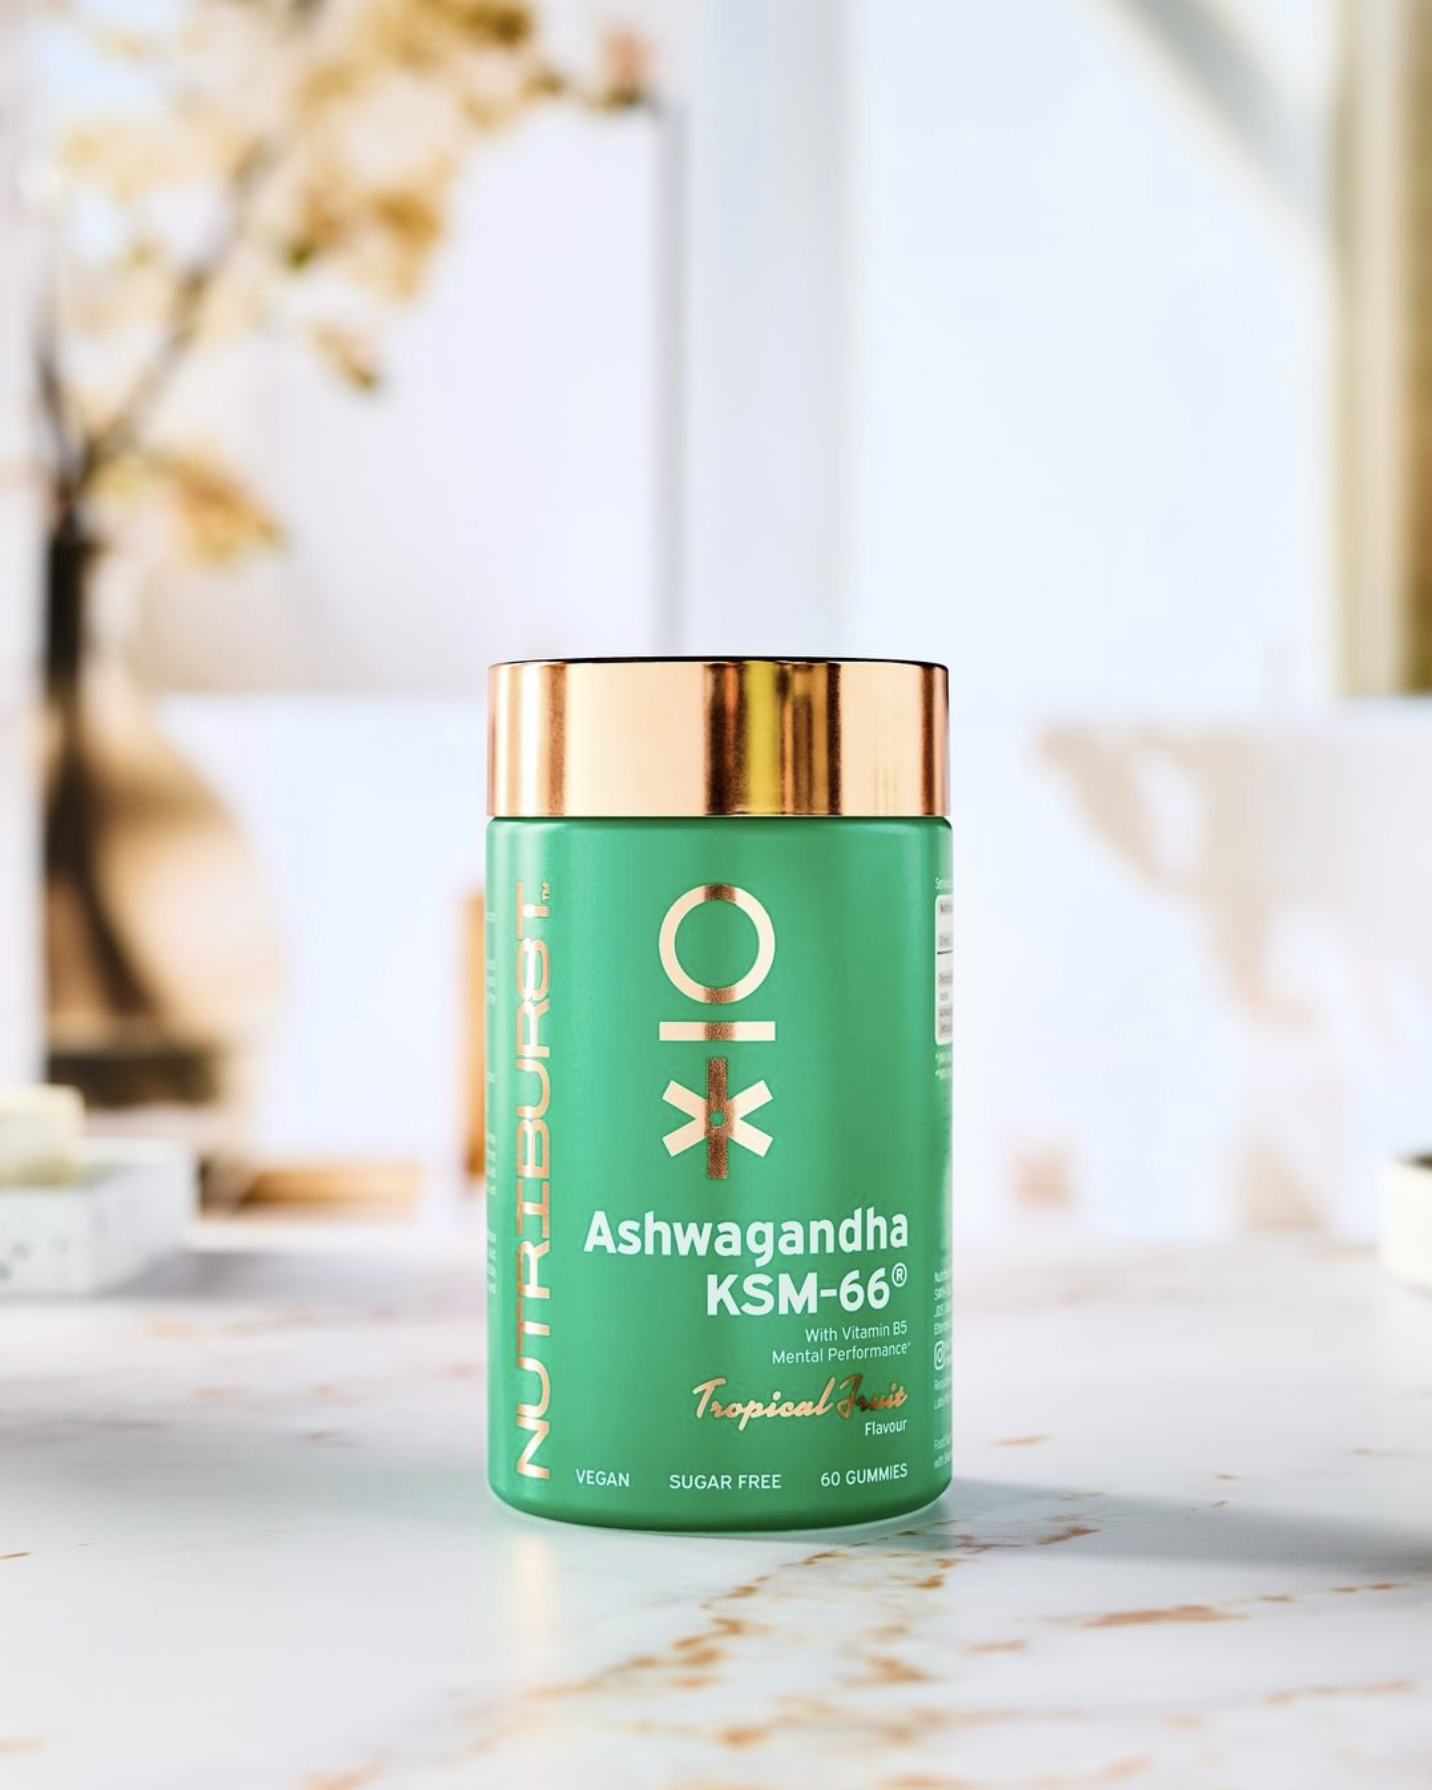 NUTRIBURST™
Ashwagandha
KSM-66®
With Vitamin B5
Mental Performance*
Tropical Fruit
Flavour
VEGAN SUGAR FREE 60 GUMMIES